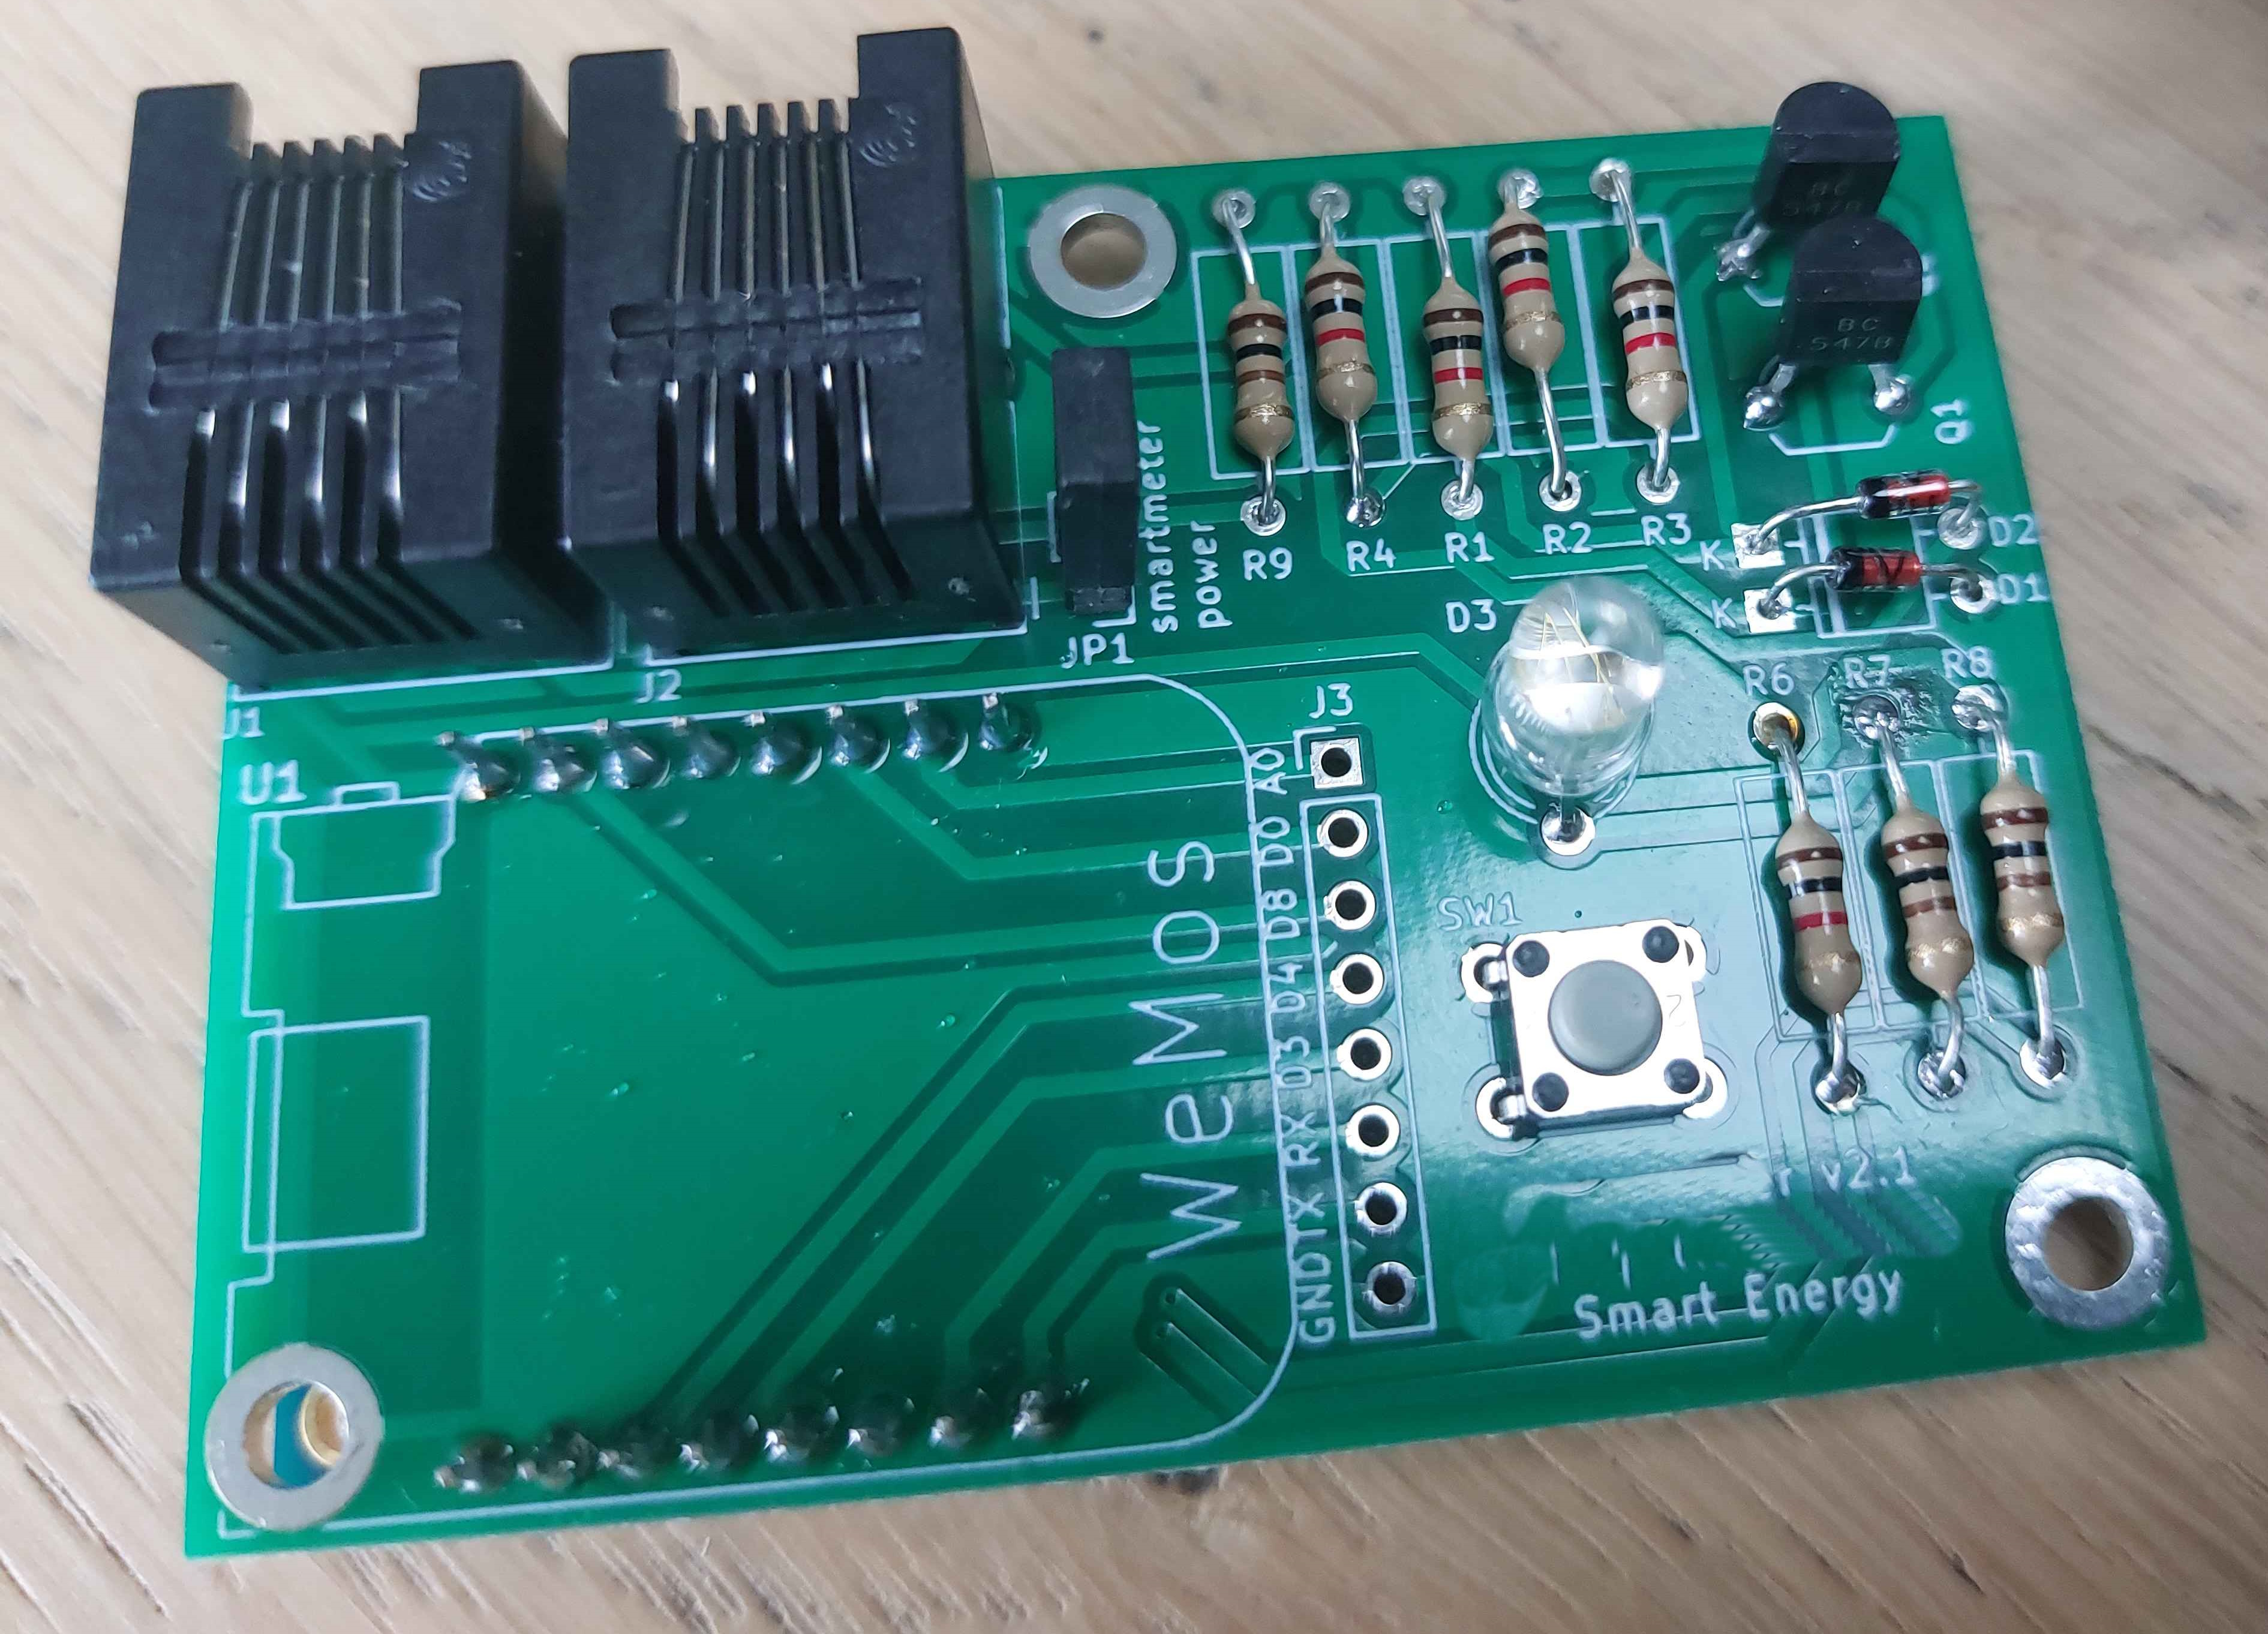 BC
547B
BC
547B
Q1
smartmeter
power
JP1
R9
R4
R1
R2
R3
K
D2
K
D1
D3
J1
J2
U1
J3
R6
R7
R8
A0
D0
D8
D4
D3
RX
TX
GND
WeMos
SW1
r v2.1
Smart Energy